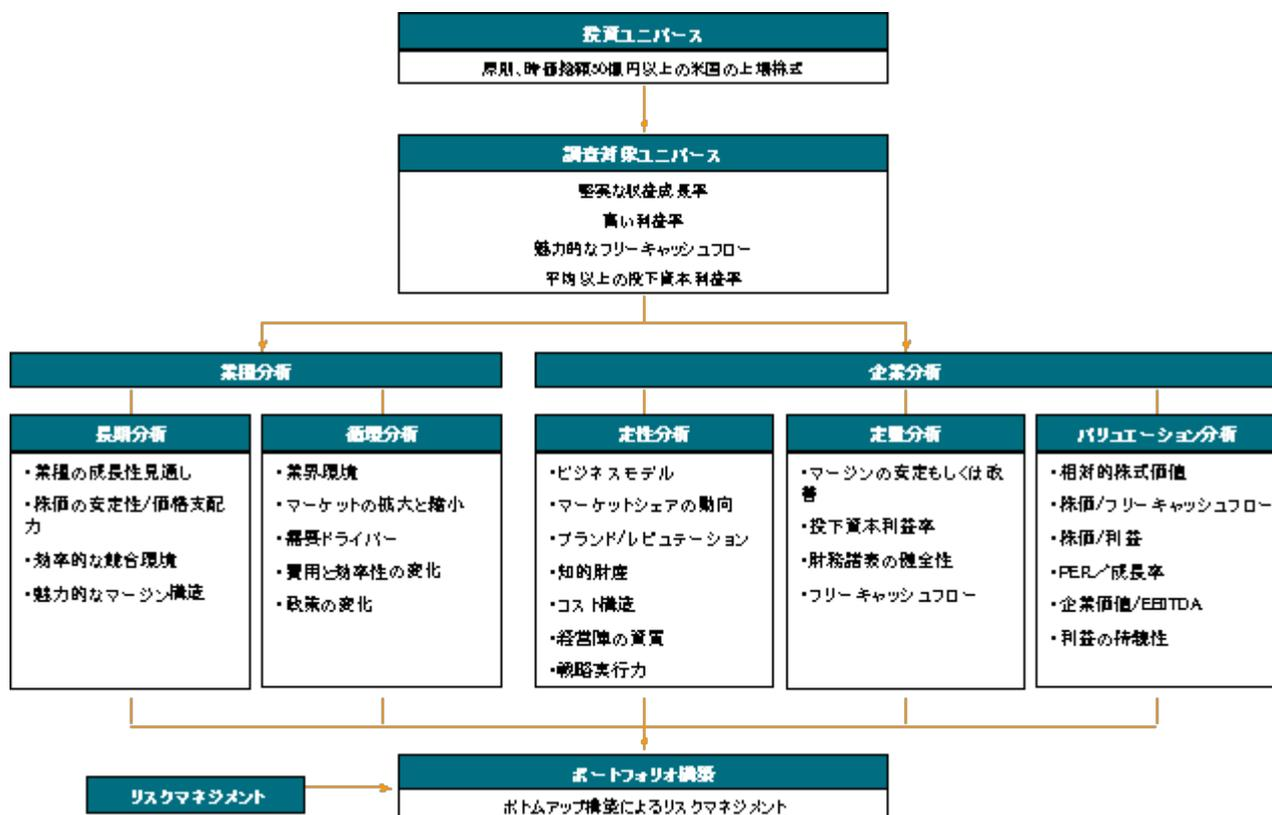 投資ユニバース
原則、時価総額50億円以上の米国の上場株式
調査対象ユニバース
堅実な収益成長率
高い利益率
魅力的なフリーキャッシュフロー
平均以上の投下資本利益率
業種分析
企業分析
長期分析
・業種の成長性見通し
・株価の安定性/価格支配
力
・効率的な競合環境
・魅力的なマージン構造
循環分析
・業界環境
・マーケットの拡大と縮小
・需要ドライバー
・費用と効率性の変化
・政策の変化
定性分析
・ビジネスモデル
・マーケットシェアの動向
・ブランド/レピュテーション
・知的財産
・コスト構造
・経営陣の資質
・戦略実行力
定量分析
・マージンの安定もしくは改
善
・投下資本利益率
・財務諸表の健全性
・フリーキャッシュフロー
バリュエーション分析
・相対的株式価値
・株価/フリーキャッシュフロー
・株価/利益
・PER/成長率
・企業価値/EBITDA
・利益の持続性
リスクマネジメント
ポートフォリオ構築
ボトムアップ構築によるリスクマネジメント